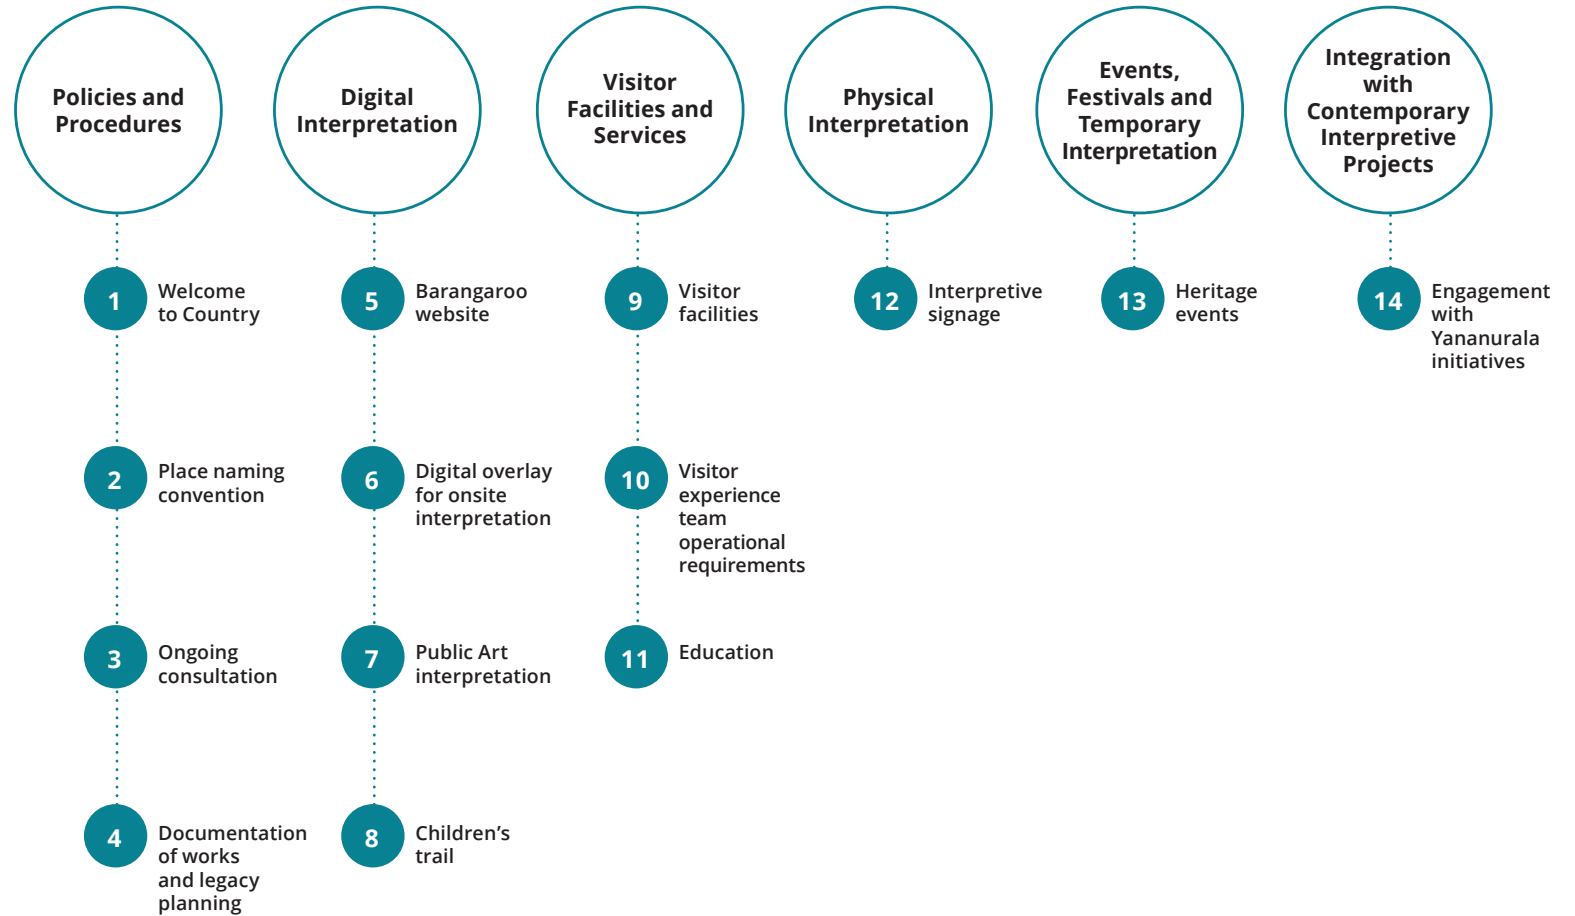 Policies and
Procedures
Digital
Interpretation
Visitor
Facilities and
Services
Physical
Interpretation
Events,
Festivals and
Temporary
Interpretation
Integration
with
Contemporary
Interpretive
Projects
1
Welcome
to Country
2
Place naming
convention
3
Ongoing
consultation
4
Documentation
of works
and legacy
planning
5
Barangaroo
website
6
Digital overlay
for onsite
interpretation
7
Public Art
interpretation
8
Children’s
trail
9
Visitor
facilities
10
Visitor
experience
team
operational
requirements
11
Education
12
Interpretive
signage
13
Heritage
events
14
Engagement
with
Yananurala
initiatives